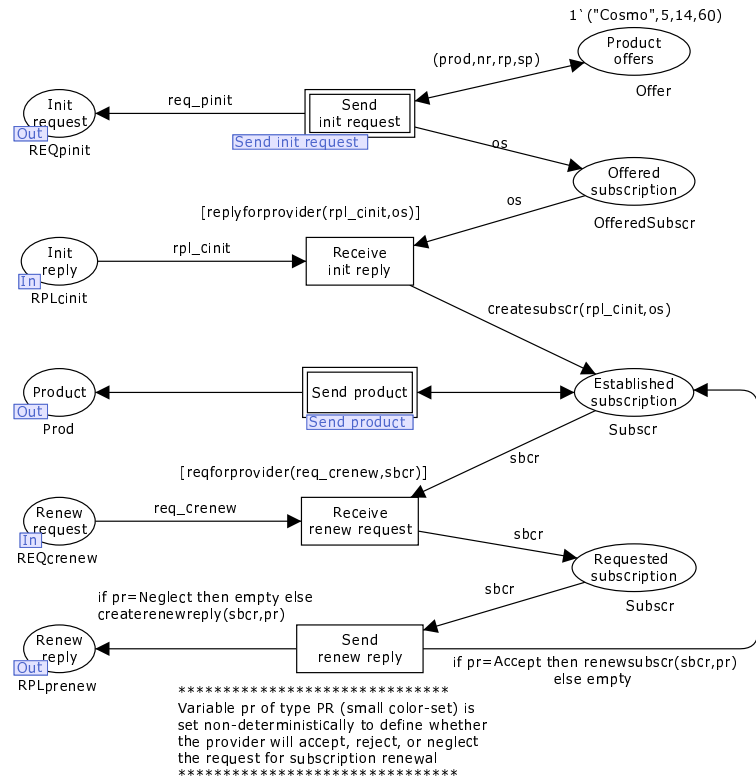 1`("Cosmo",5,14,60)
Product
offers
Offer
(prod,nr,rp,sp)
Init
request
Out
REQpinit
req_pinit
Send
init request
Send init request
os
Offered
subscription
OfferedSubscr
os
[replyforprovider(rpl_cinit,os)]
Init
reply
In
RPLcinit
rpl_cinit
Receive
init reply
createsubscr(rpl_cinit,os)
Product
Out
Prod
Send product
Send product
Established
subscription
Subscr
sbcr
[reqforprovider(req_crenew,sbcr)]
Renew
request
In
REQcrenew
req_crenew
Receive
renew request
sbcr
Requested
subscription
Subscr
sbcr
if pr=Neglect then empty else
createrenewreply(sbcr,pr)
Renew
reply
Out
RPLprenew
Send
renew reply
if pr=Accept then renewsubscr(sbcr,pr)
else empty
*****************************
Variable pr of type PR (small color-set) is
set non-deterministically to define whether
the provider will accept, reject, or neglect
the request for subscription renewal
******************************